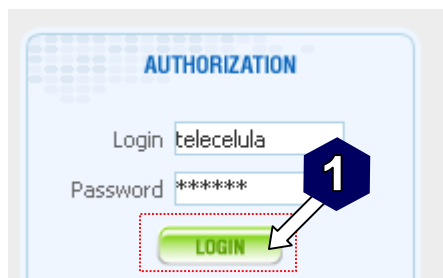 AUTHORIZATION
Login telecelula
Password ******
1
LOGIN